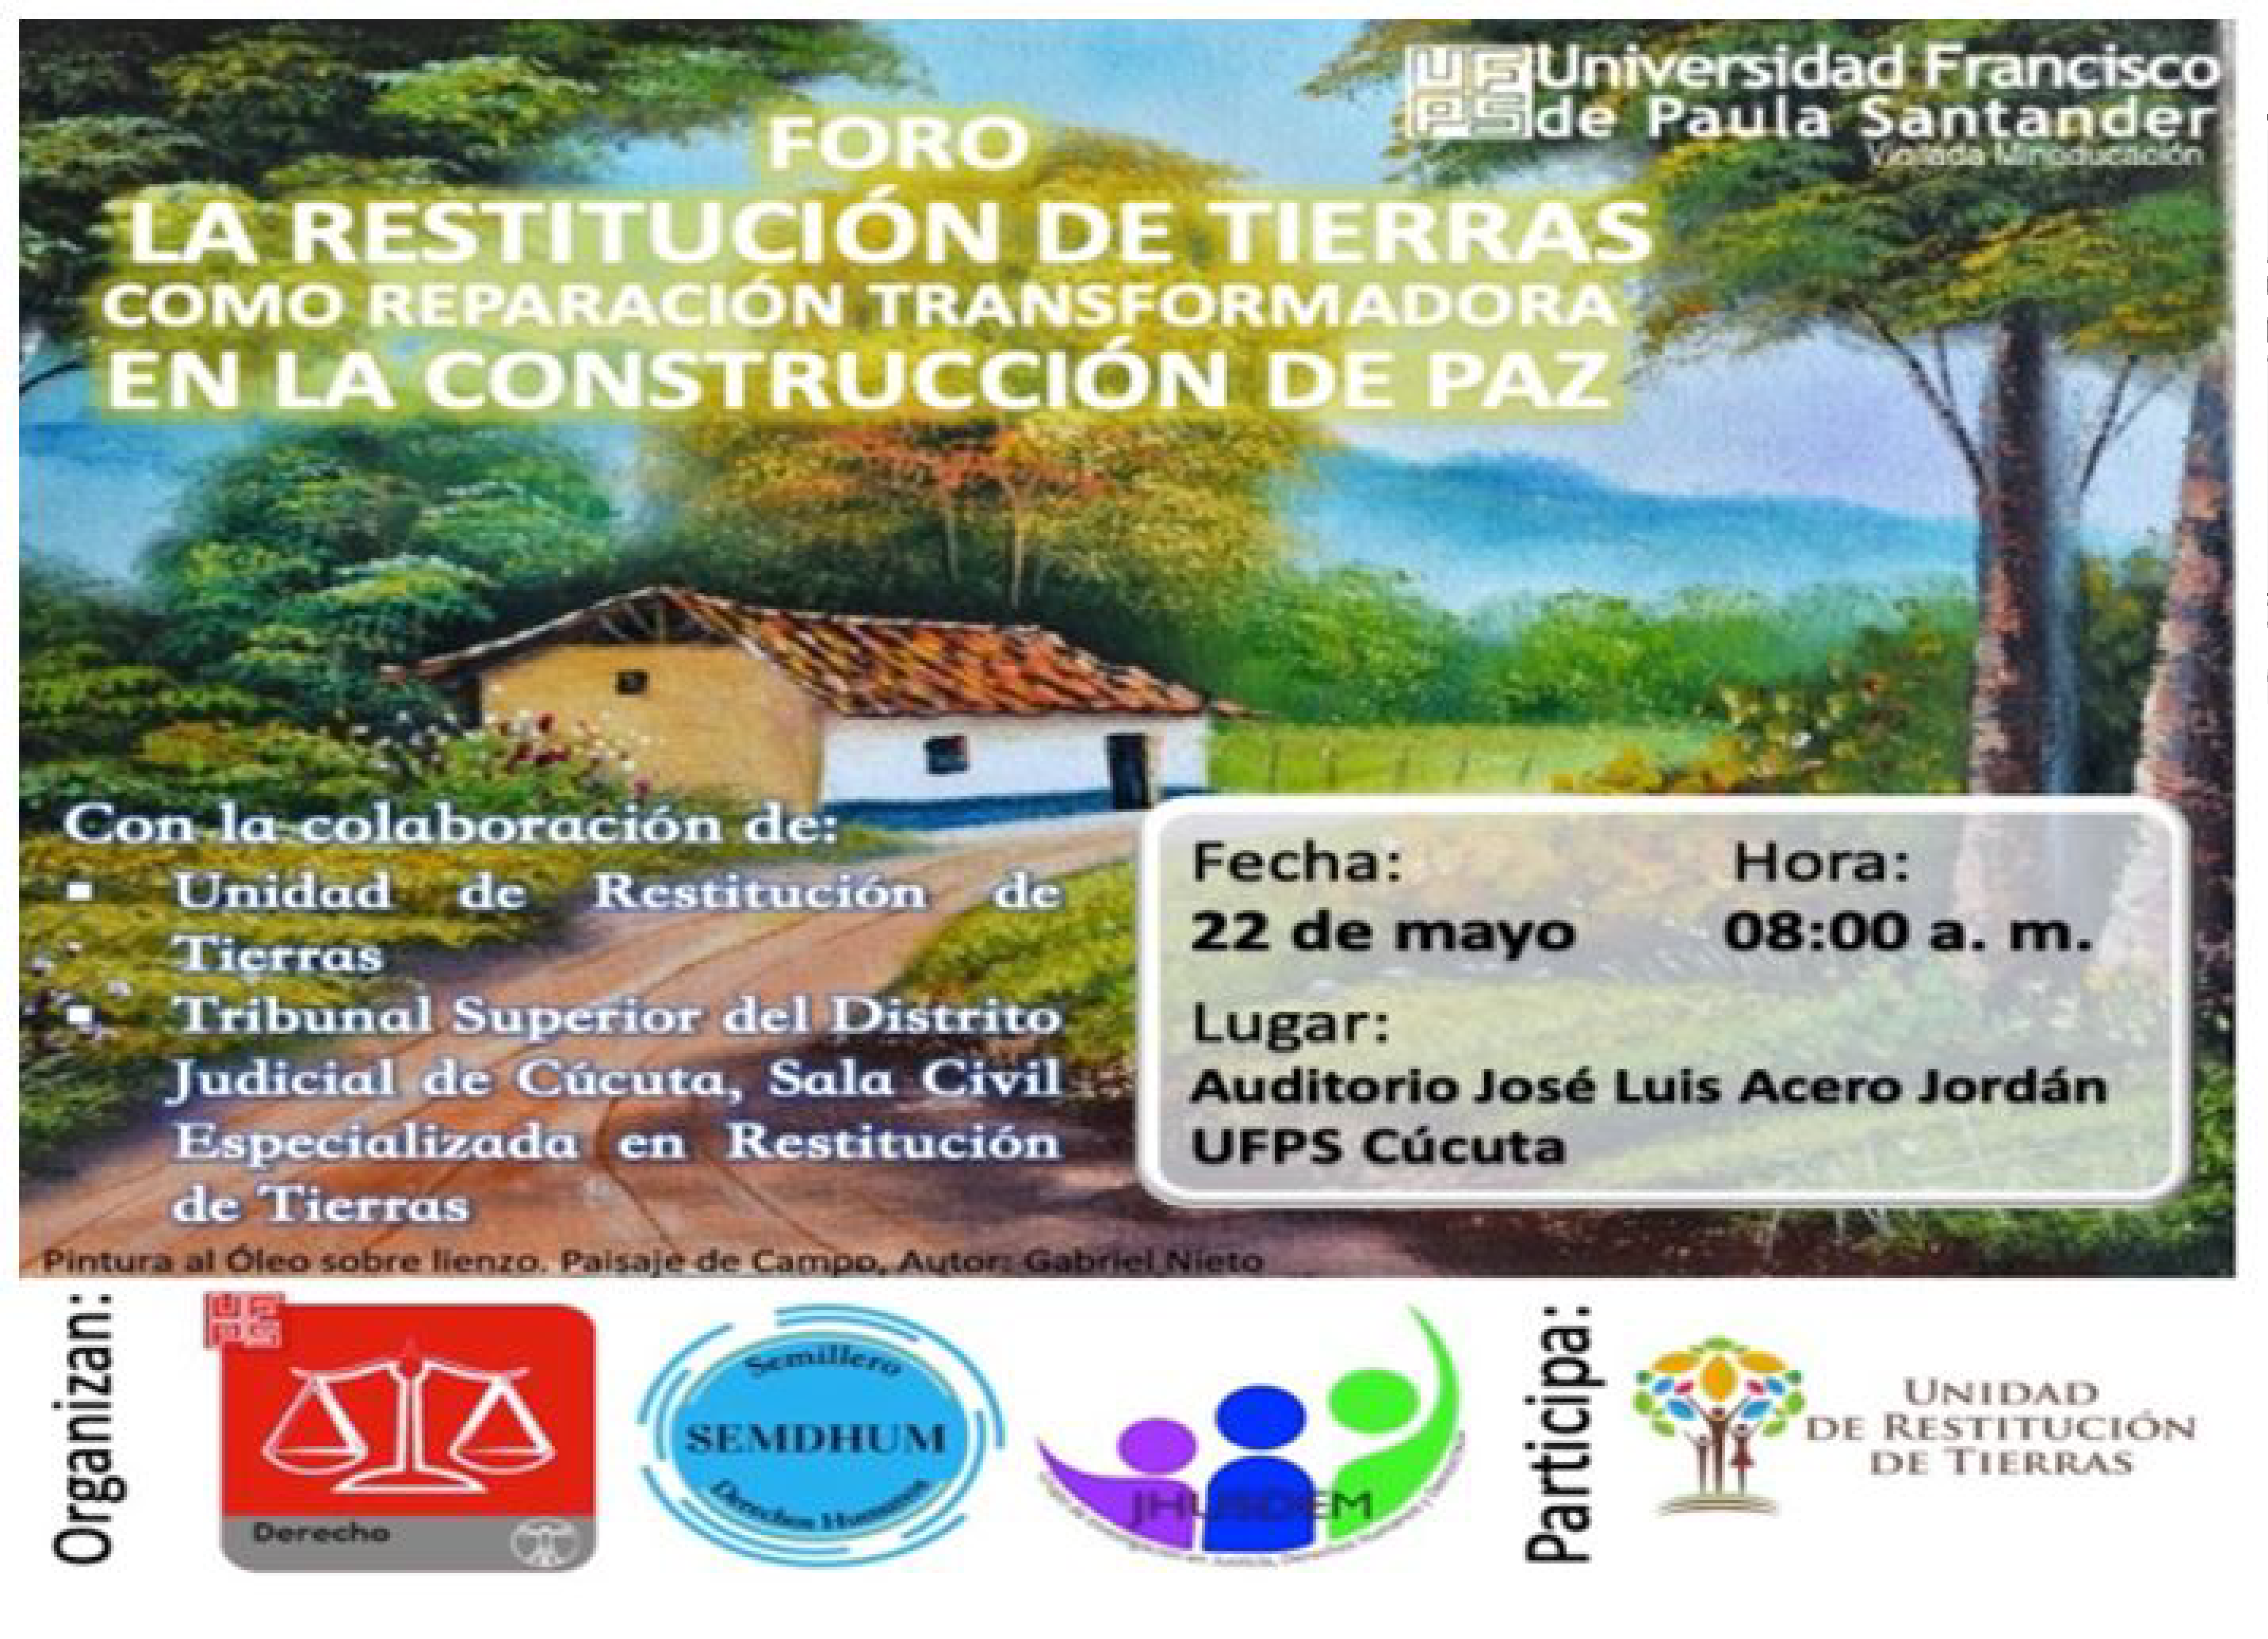 Universidad Francisco
de Paula Santander
Vigilada Mineducación
FORO
LA RESTITUCIÓN DE TIERRAS
COMO REPARACIÓN TRANSFORMADORA
EN LA CONSTRUCCIÓN DE PAZ
Con la colaboración de:
▪ Unidad de Restitución de
▪ Tierras
▪ Tribunal Superior del Distrito
Judicial de Cúcuta, Sala Civil
Especializada en Restitución
de Tierras
Fecha:
22 de mayo
Hora:
08:00 a. m.
Lugar:
Auditorio José Luis Acero Jordán
UFPS Cúcuta
Pintura al Óleo sobre lienzo. Paisaje de Campo, Autor: Gabriel Nieto
Organizan:
Derecho
Semillero
SEMDHUM
Derechos Humanos
JHUSDEM
Participa:
UNIDAD
DE RESTITUCIÓN
DE TIERRAS